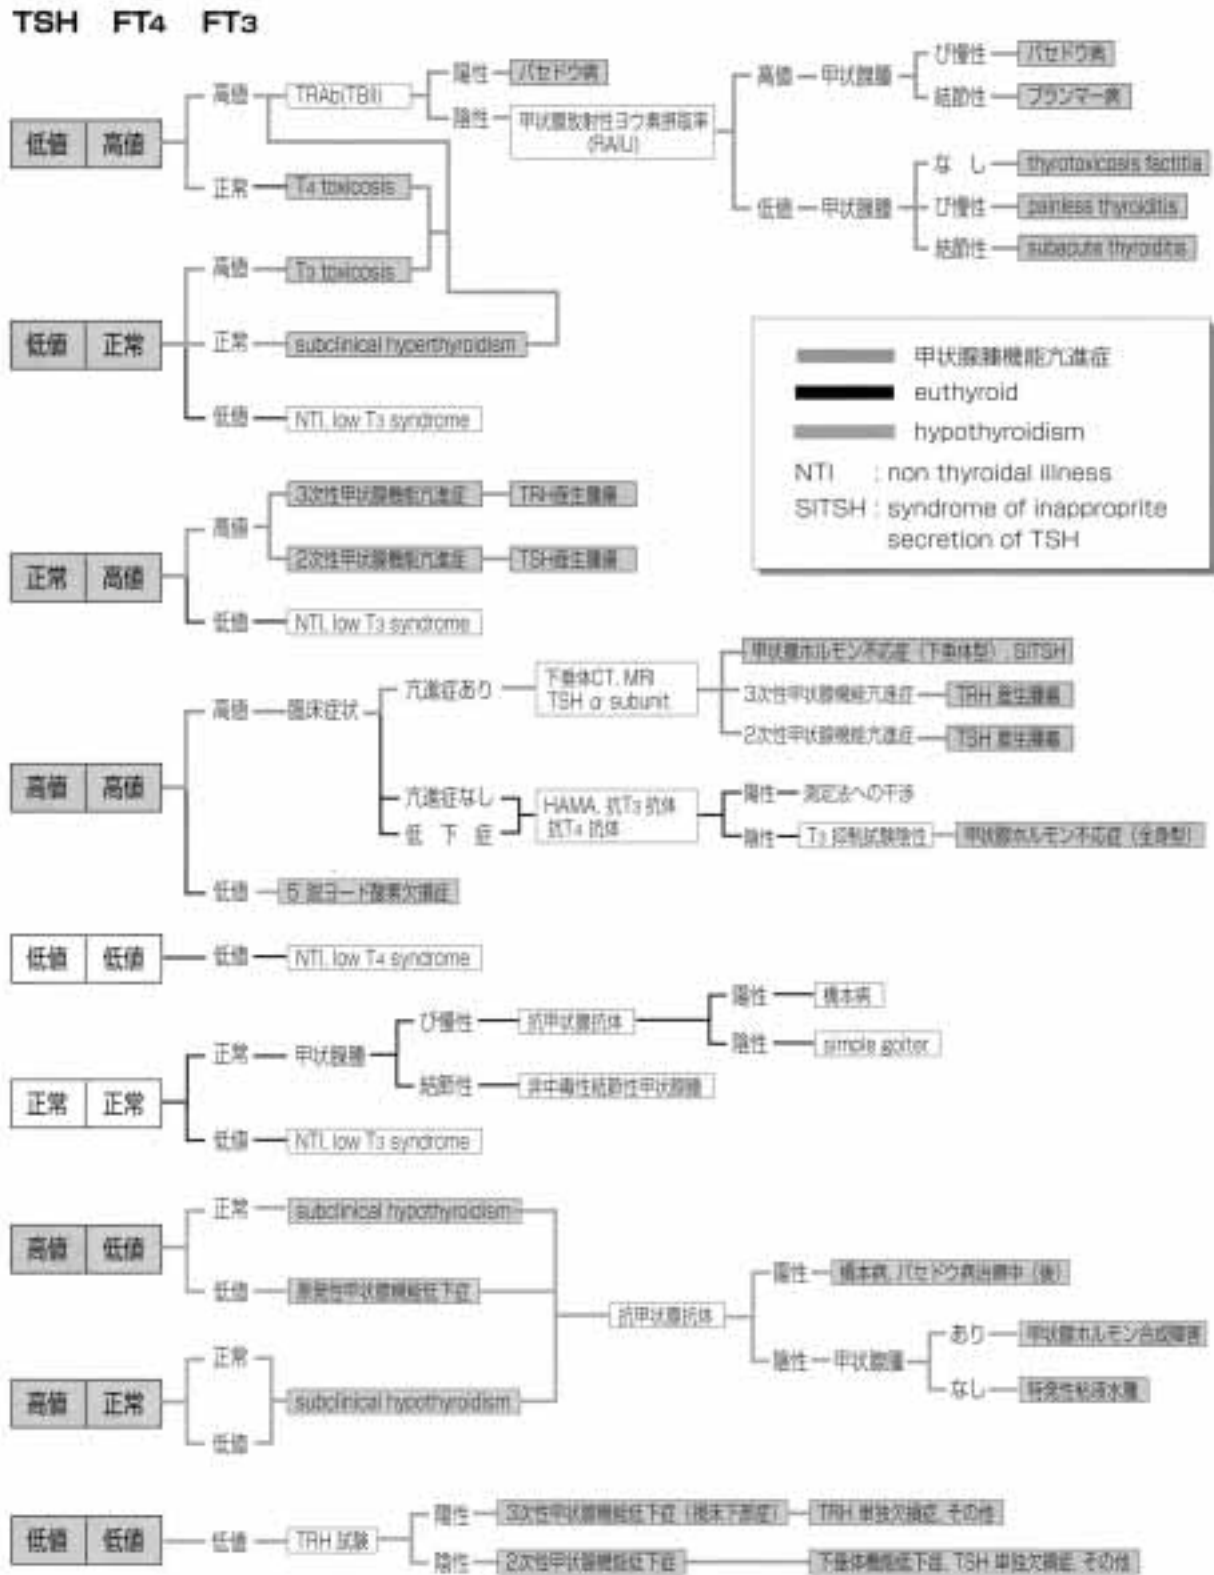 TSH FT4 FT3
低値 高値
高値 TRAb(TBII) 陽性 バセドウ病
陰性 甲状腺放射性ヨウ素摂取率
(RAIU)
高値 甲状腺腫 び慢性 バセドウ病
結節性 プランマー病
低値 甲状腺腫 なし thyrotoxicosis factitia
び慢性 painless thyroiditis
結節性 subacute thyroiditis
正常 T4 toxicosis
低値 正常
高値 T3 toxicosis
正常 subclinical hyperthyroidism
低値 NTI, low T3 syndrome
甲状腺腫機能亢進症
euthyroid
hypothyroidism
NTI : non thyroidal illness
SITSH : syndrome of inapproprite
secretion of TSH
正常 高値
高値 3次性甲状腺機能亢進症 TRH産生腫瘍
2次性甲状腺機能亢進症 TSH産生腫瘍
低値 NTI, low T3 syndrome
高値 高値
高値 臨床症状 亢進症あり 下垂体CT, MRI
TSH α subunit
甲状腺ホルモン不応症（下垂体型）, SITSH
3次性甲状腺機能亢進症 TRH 産生腫瘍
2次性甲状腺機能亢進症 TSH 産生腫瘍
亢進症なし
低下症
HAMA, 抗T3 抗体
抗T4 抗体
陽性 測定法への干渉
陰性 T3 抑制試験陰性 甲状腺ホルモン不応症（全身型）
低値 5'脱ヨード酵素欠損症
低値 低値 低値 NTI, low T4 syndrome
正常 正常
正常 甲状腺腫 び慢性 抗甲状腺抗体 陽性 橋本病
陰性 simple goiter
結節性 非中毒性結節性甲状腺腫
低値 NTI, low T3 syndrome
高値 低値
正常 subclinical hypothyroidism
低値 原発性甲状腺機能低下症
高値 正常
正常
低値
subclinical hypothyroidism
抗甲状腺抗体
陽性 橋本病, バセドウ病治療中（後）
陰性 甲状腺腫 あり 甲状腺ホルモン合成障害
なし 特発性粘液水腫
低値 低値 低値 TRH 試験
陽性 3次性甲状腺機能低下症（視床下部症） TRH 単独欠損症, その他
陰性 2次性甲状腺機能低下症 下垂体機能低下症, TSH 単独欠損症, その他